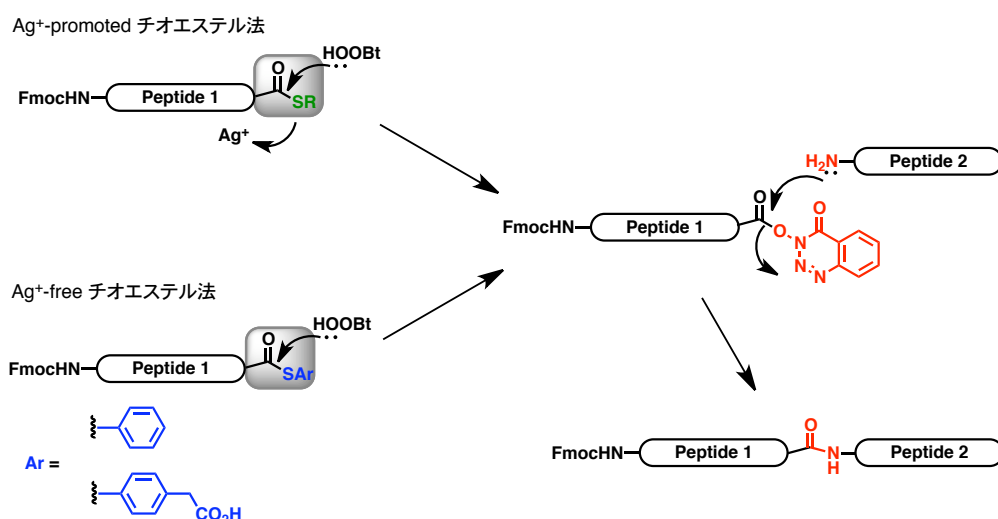 Ag⁺-promoted チオエステル法
HOOBt
O
FmocHN
Peptide 1
SR
Ag⁺
H₂N
Peptide 2
FmocHN
Peptide 1
O
O
O
N
N
N
Ag⁺-free チオエステル法
HOOBt
O
FmocHN
Peptide 1
SAr
Ar =
CO₂H
FmocHN
Peptide 1
O
N
H
Peptide 2